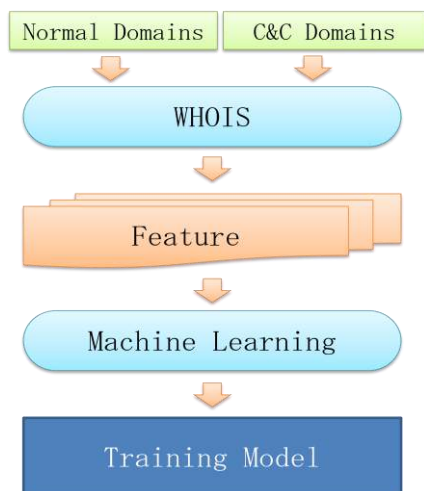 Normal Domains
C&C Domains
WHOIS
Feature
Machine Learning
Training Model